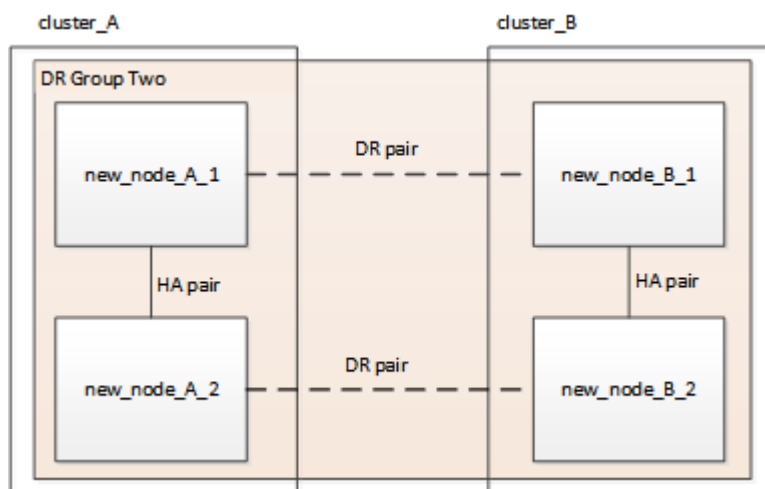 cluster_A
cluster_B
DR Group Two
new_node_A_1
DR pair
new_node_B_1
HA pair
HA pair
new_node_A_2
DR pair
new_node_B_2